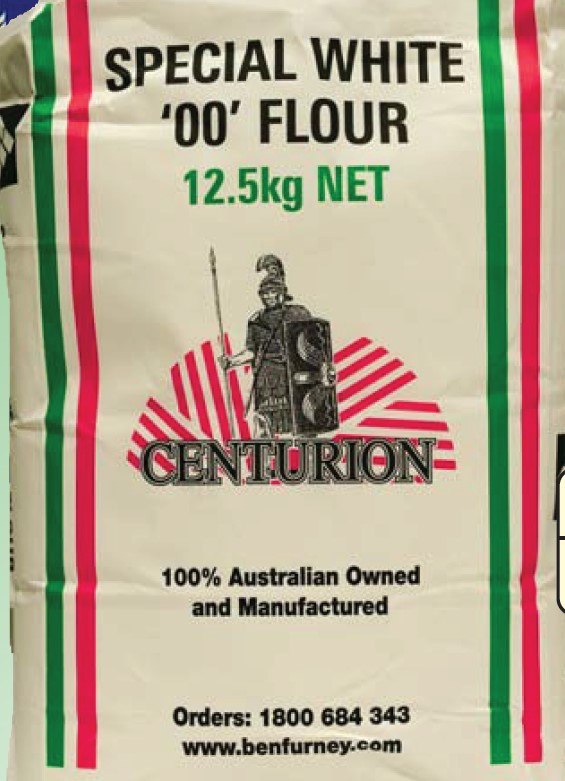 SPECIAL WHITE
'00' FLOUR
12.5kg NET
CENTURION
100% Australian Owned
and Manufactured
Orders: 1800 684 343
www.benfurney.com